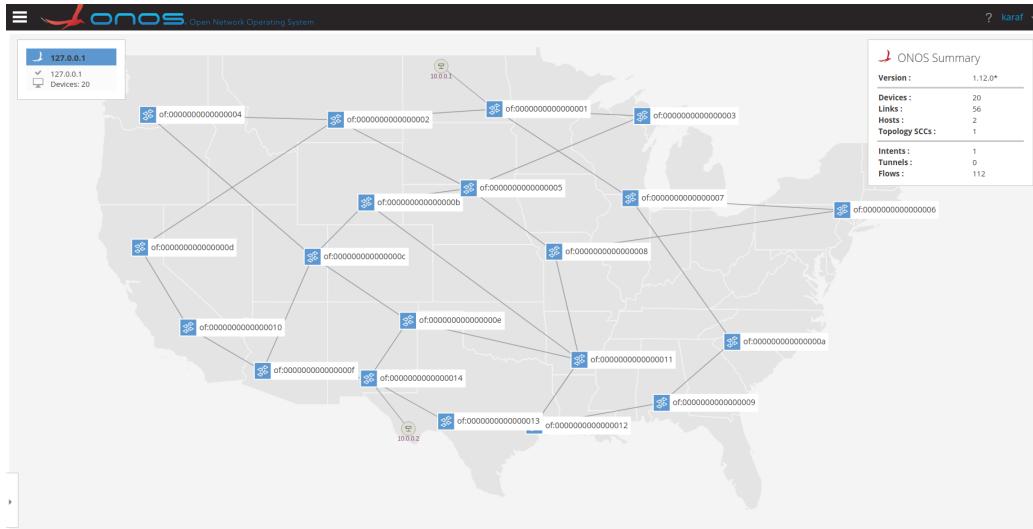 onos. Open Network Operating System
? karaf
127.0.0.1
127.0.0.1
Devices: 20
ONOS Summary
Version : 1.12.0*
Devices : 20
Links : 56
Hosts : 2
Topology SCCs : 1
Intents : 1
Tunnels : 0
Flows : 112
10.0.0.1
of:0000000000000004
of:0000000000000002
of:0000000000000001
of:0000000000000003
of:0000000000000005
of:000000000000000b
of:0000000000000007
of:0000000000000006
of:000000000000000d
of:000000000000000c
of:0000000000000008
of:0000000000000010
of:000000000000000e
of:000000000000000a
of:0000000000000011
of:000000000000000f
of:0000000000000014
of:0000000000000009
of:0000000000000013
of:0000000000000012
10.0.0.2